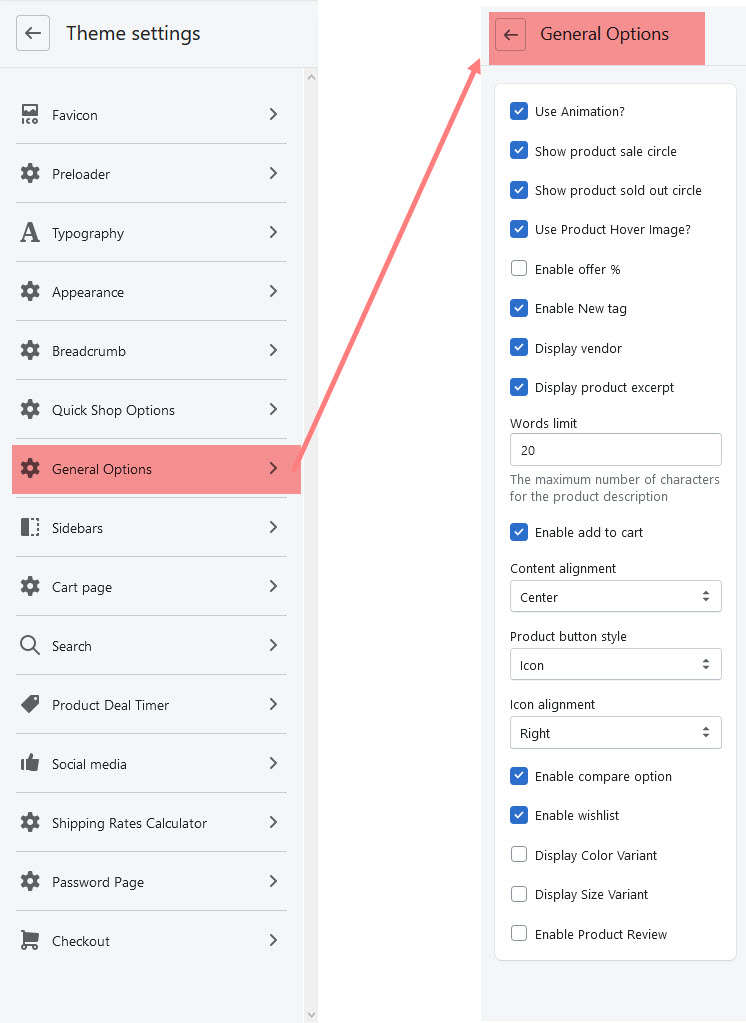 Theme settings
ICO
Favicon
Preloader
A
Typography
Appearance
Breadcrumb
Quick Shop Options
General Options
Sidebars
Cart page
Search
Product Deal Timer
Social media
Shipping Rates Calculator
Password Page
Checkout
General Options
Use Animation?
Show product sale circle
Show product sold out circle
Use Product Hover Image?
Enable offer %
Enable New tag
Display vendor
Display product excerpt
Words limit
20
The maximum number of characters
for the product description
Enable add to cart
Content alignment
Center
Product button style
Icon
Icon alignment
Right
Enable compare option
Enable wishlist
Display Color Variant
Display Size Variant
Enable Product Review